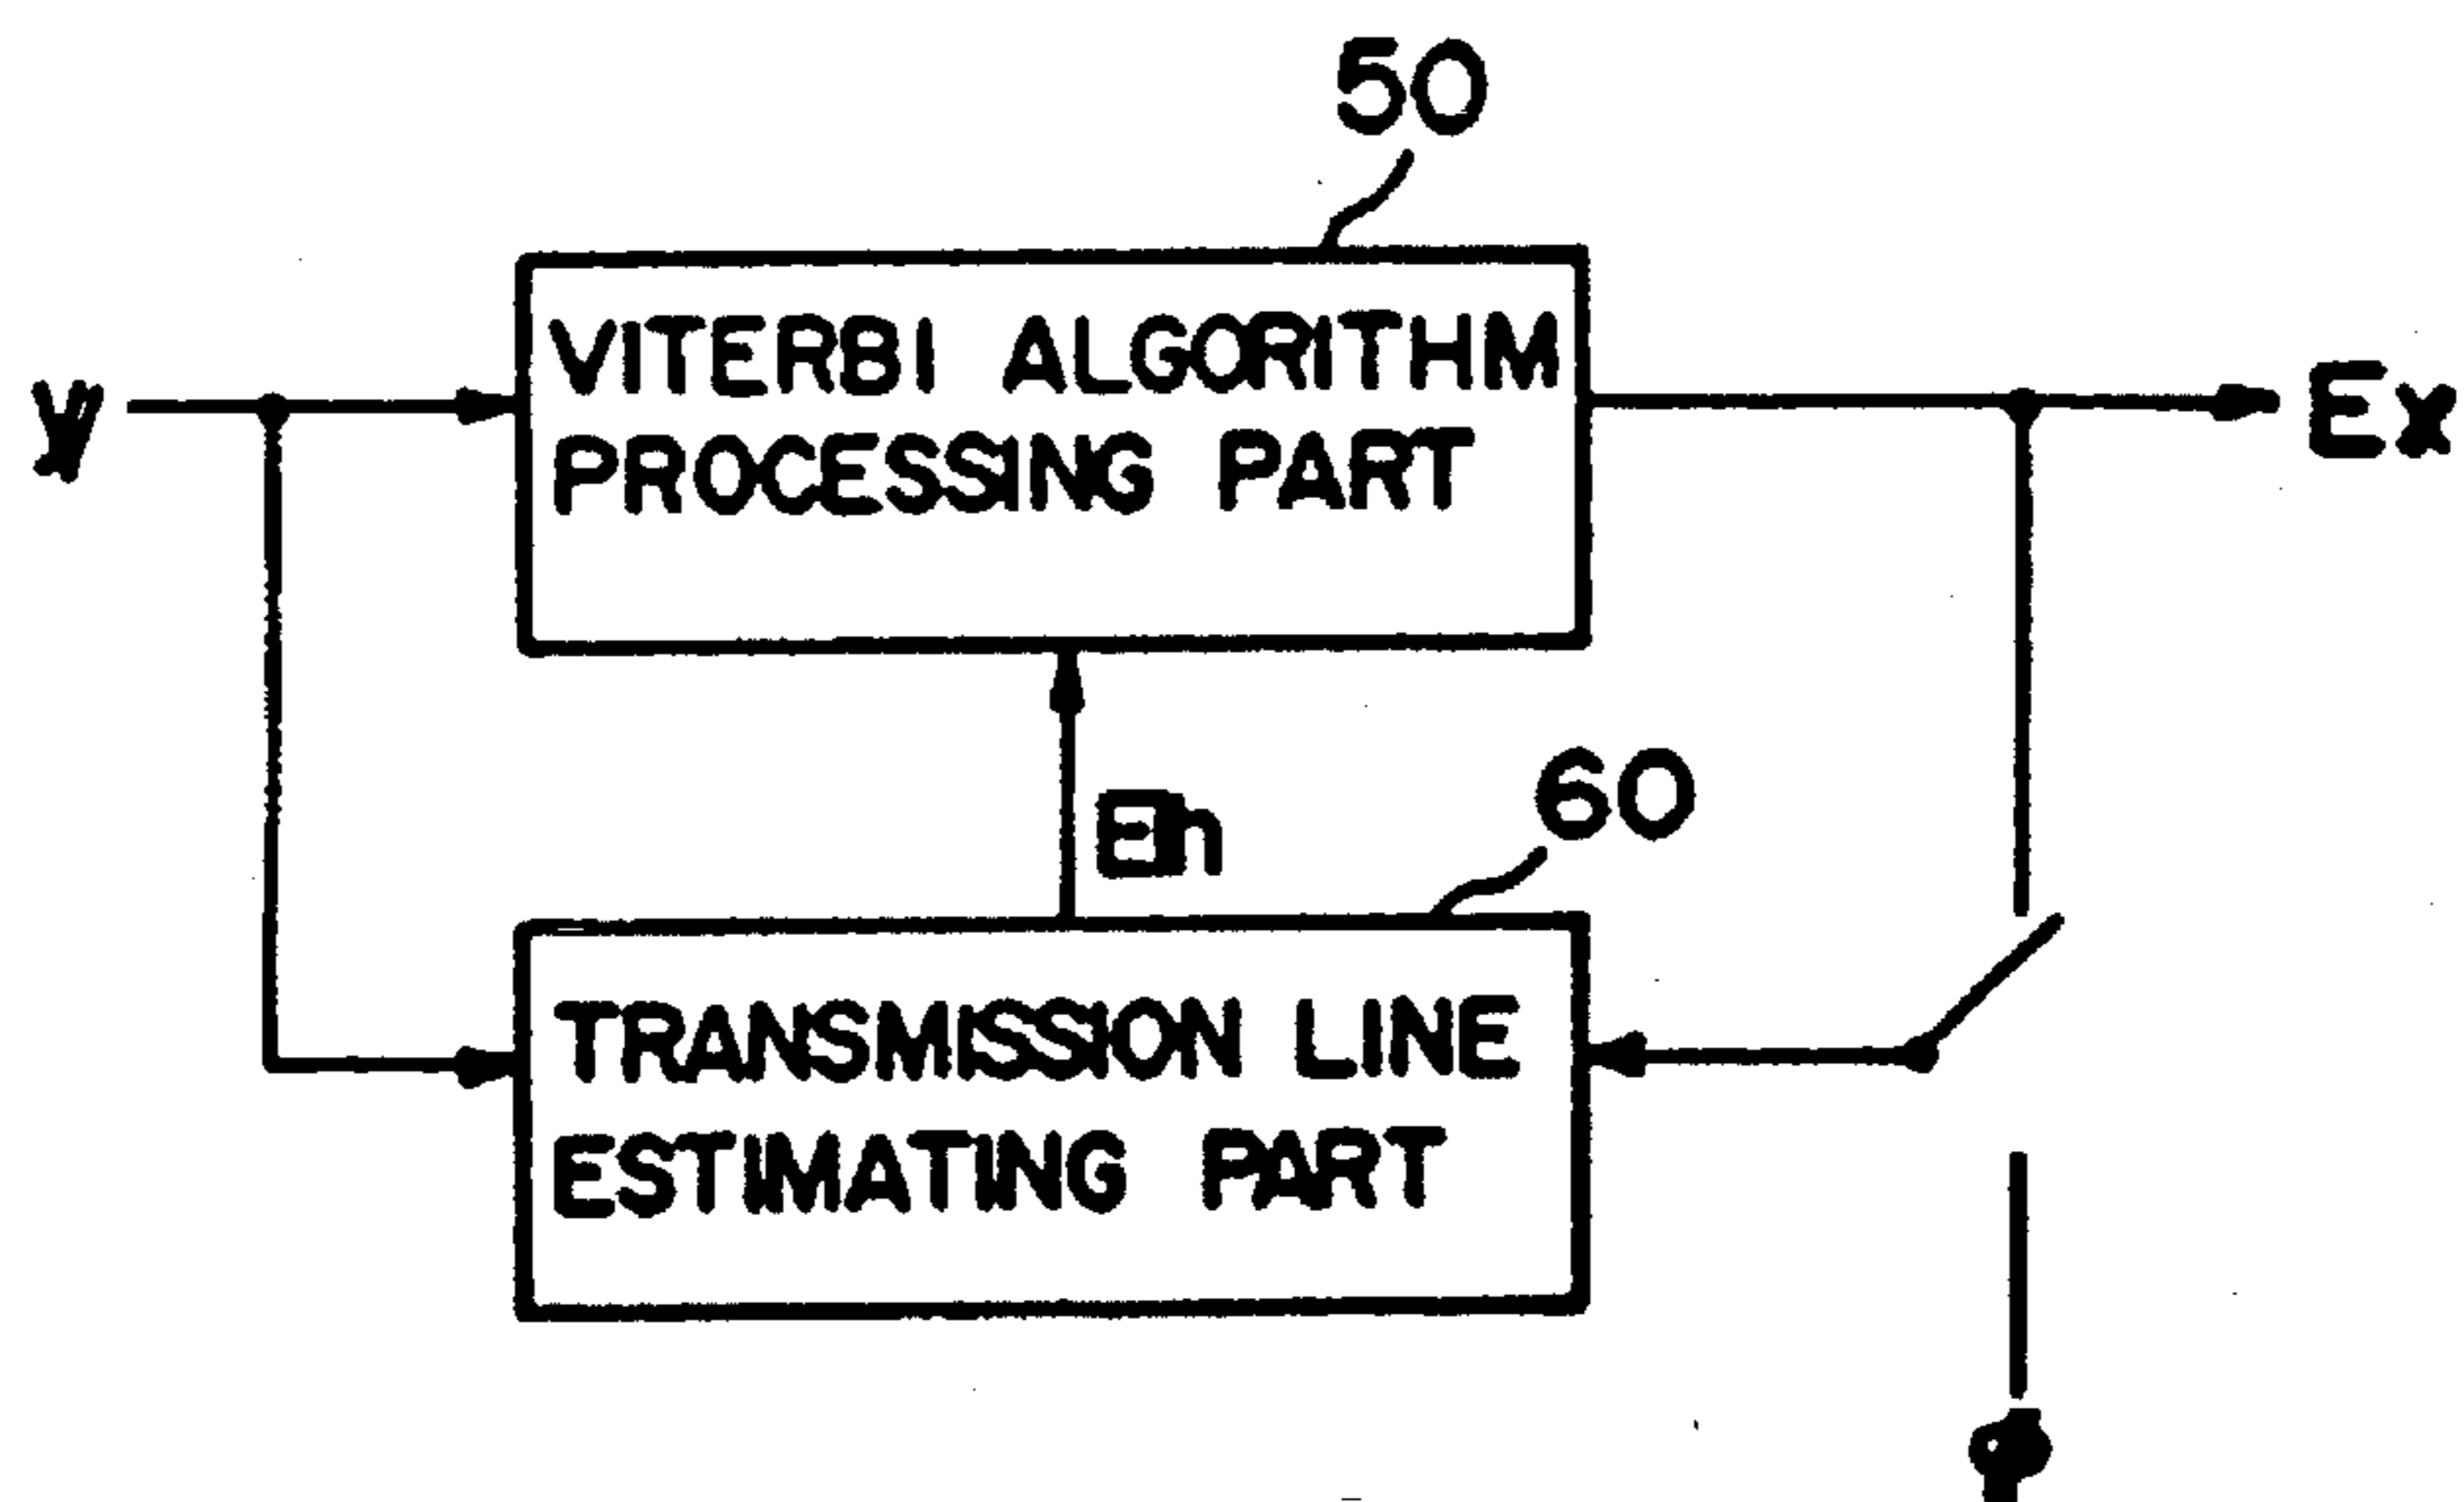 50
VITERBI ALGORITHM
PROCESSING PART
y
Ex
Eh
60
TRANSMISSION LINE
ESTIMATING PART